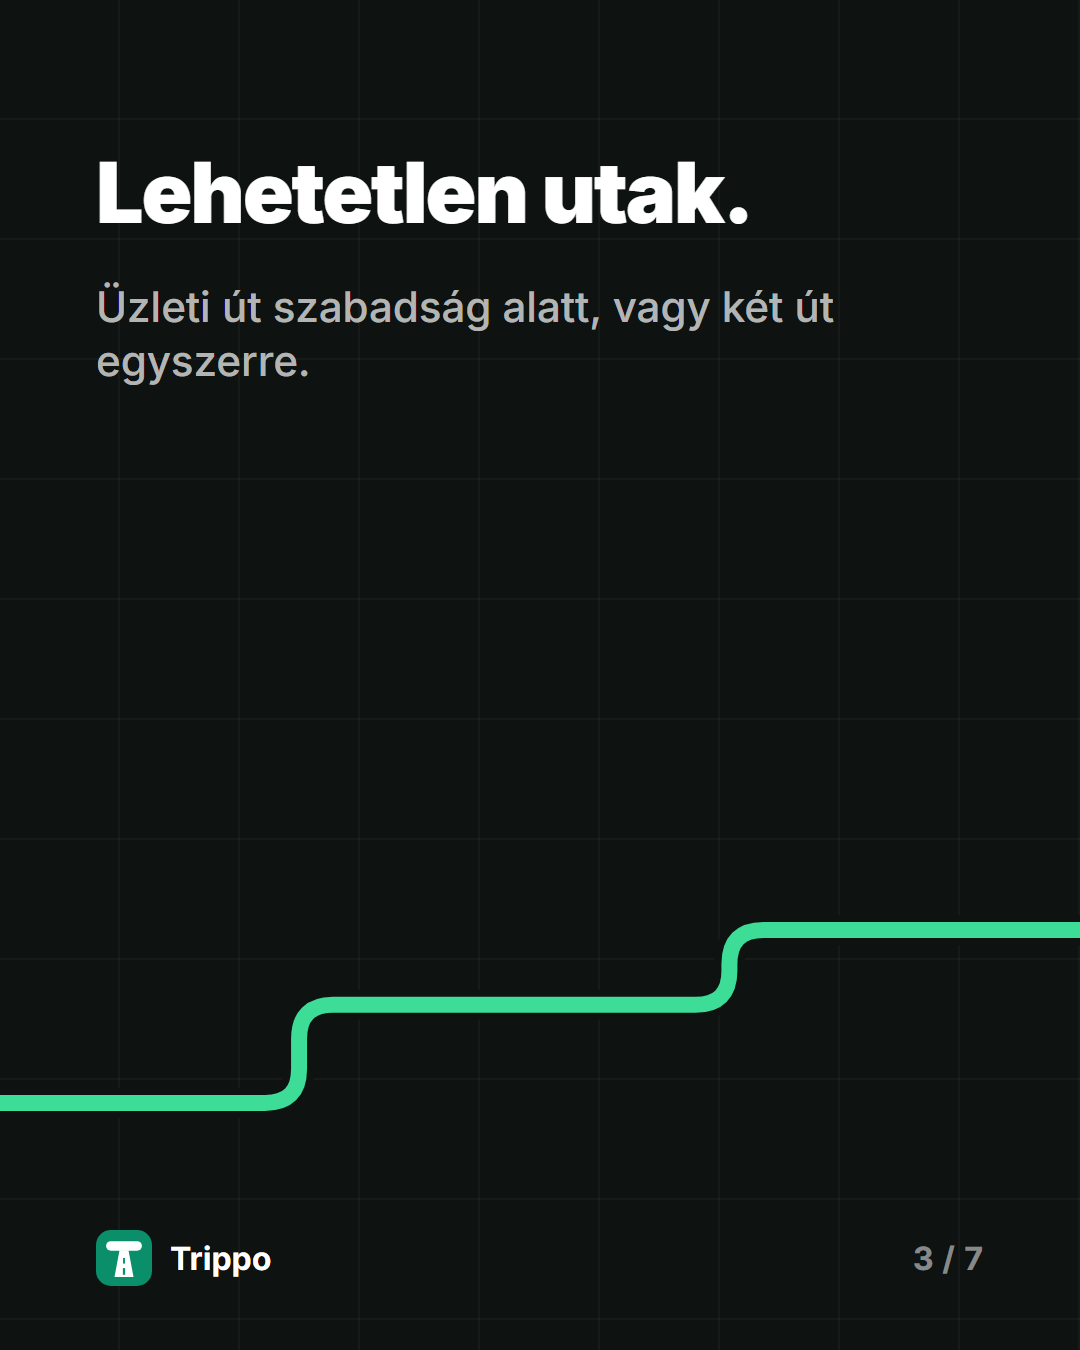 Lehetetlen utak.
Üzleti út szabadság alatt, vagy két út
egyszerre.
Trippo
3 / 7